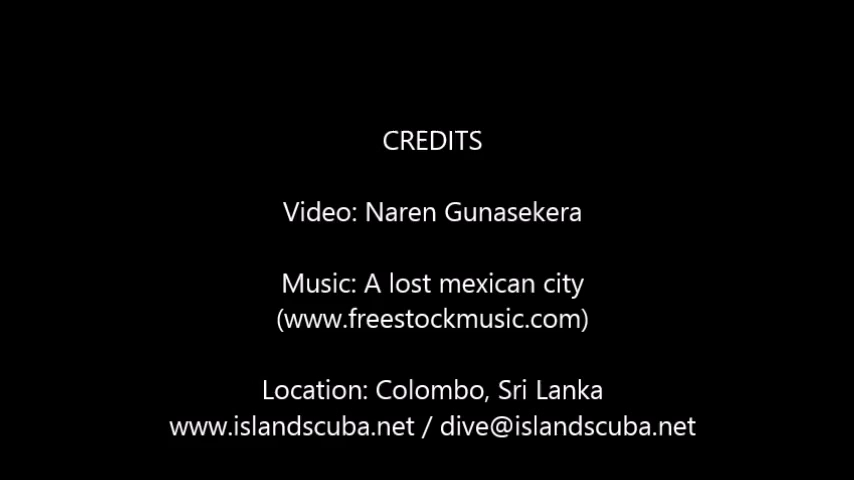 CREDITS
Video: Naren Gunasekera
Music: A lost mexican city
(www.freestockmusic.com)
Location: Colombo, Sri Lanka
www.islandscuba.net / dive@islandscuba.net